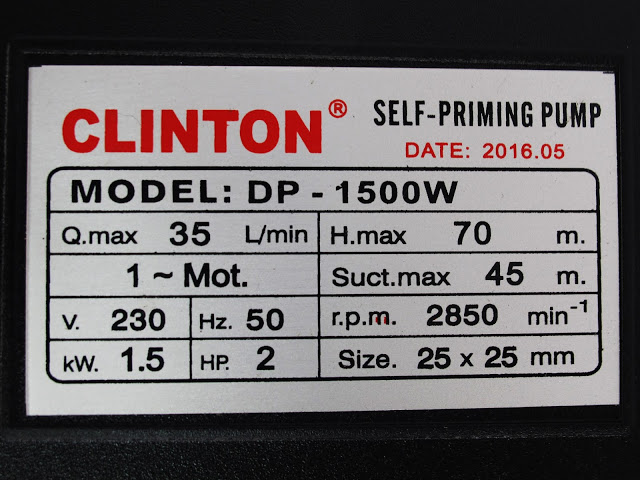 CLINTON® SELF-PRIMING PUMP
DATE: 2016.05
MODEL: DP - 1500W
Q.max 35 L/min H.max 70 m.
1 ~ Mot. Suct.max 45 m.
V. 230 Hz. 50 r.p.m. 2850 min⁻¹
kW. 1.5 HP. 2 Size. 25 x 25 mm